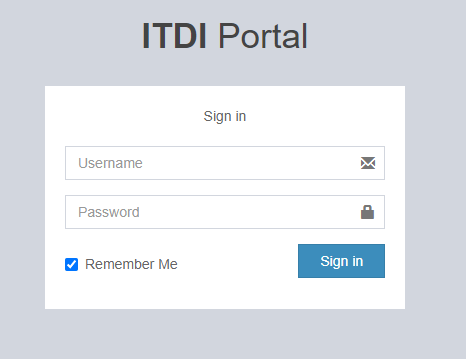 ITDI Portal
Sign in
Username
Password
Remember Me
Sign in